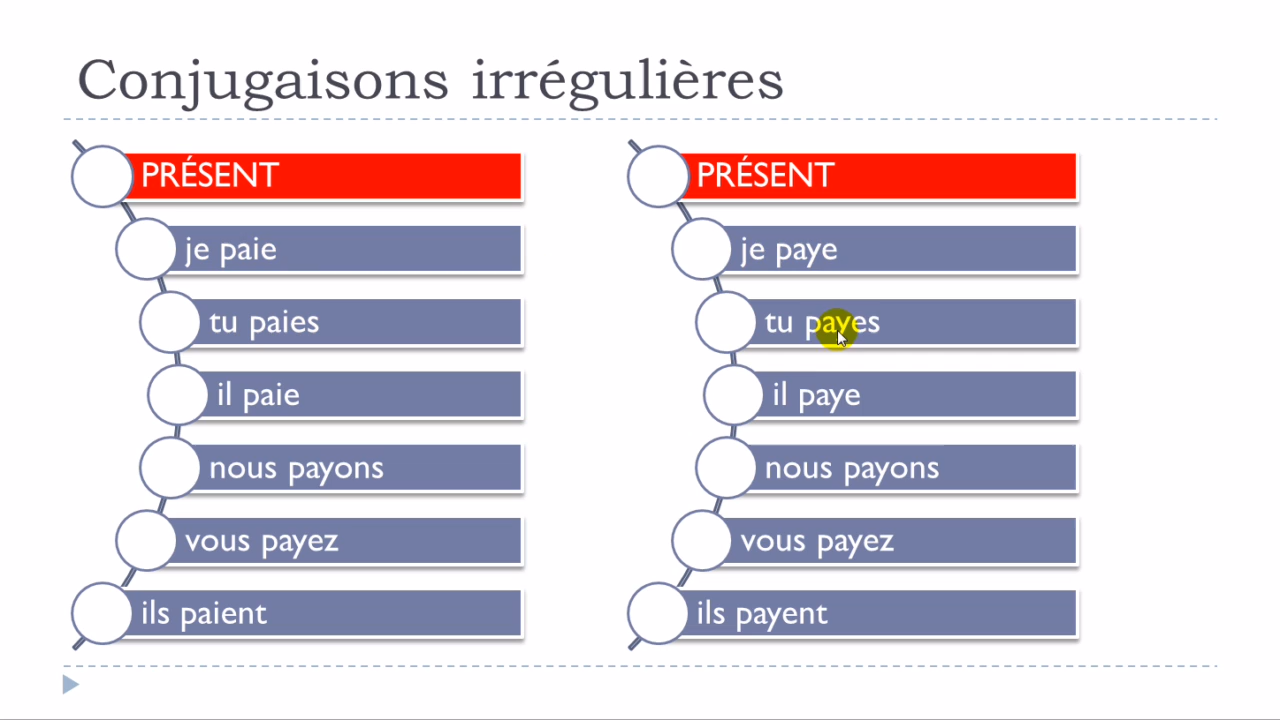 Conjugaisons irrégulières
PRÉSENT
je paie
tu paies
il paie
nous payons
vous payez
ils paient
PRÉSENT
je paye
tu payes
il paye
nous payons
vous payez
ils payent